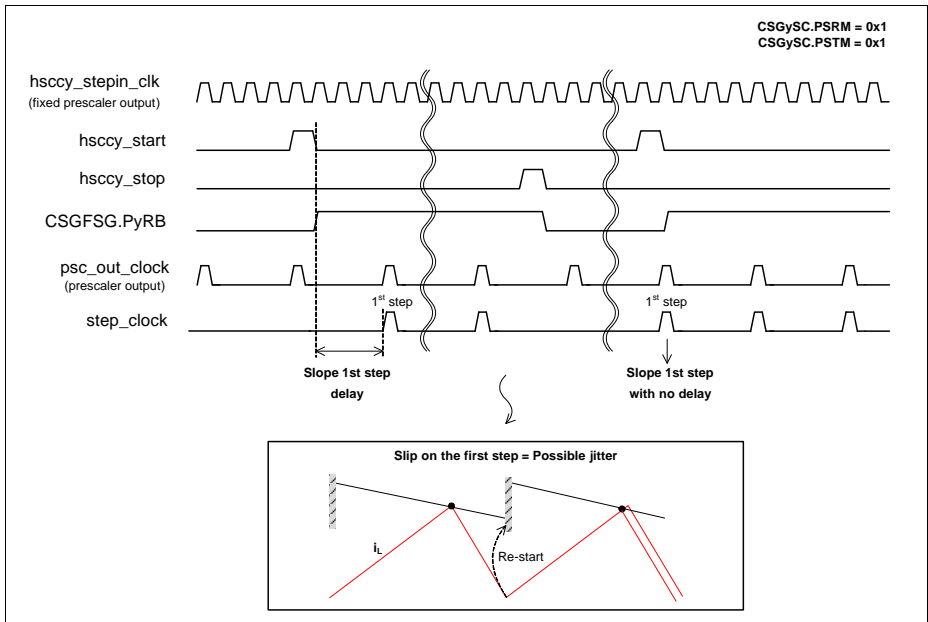 CSGySC.PSRM = 0x1
CSGySC.PSTM = 0x1
hsccy_stepin_clk
(fixed prescaler output)
hsccy_start
hsccy_stop
CSGFSG.PyRB
psc_out_clock
(prescaler output)
1st step
1st step
step_clock
Slope 1st step
delay
Slope 1st step
with no delay
Slip on the first step = Possible jitter
iL
Re-start